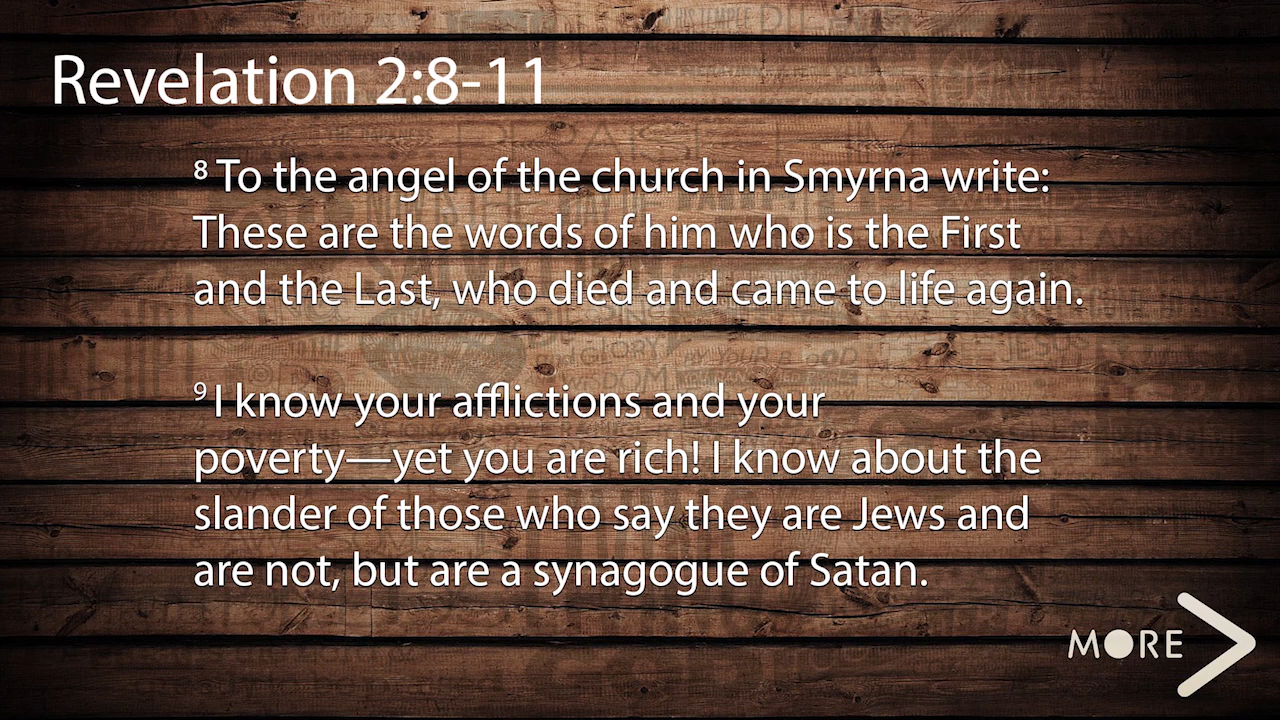 Revelation 2:8-11
8 To the angel of the church in Smyrna write:
These are the words of him who is the First
and the Last, who died and came to life again.
9 I know your afflictions and your
poverty—yet you are rich! I know about the
slander of those who say they are Jews and
are not, but are a synagogue of Satan.
MORE